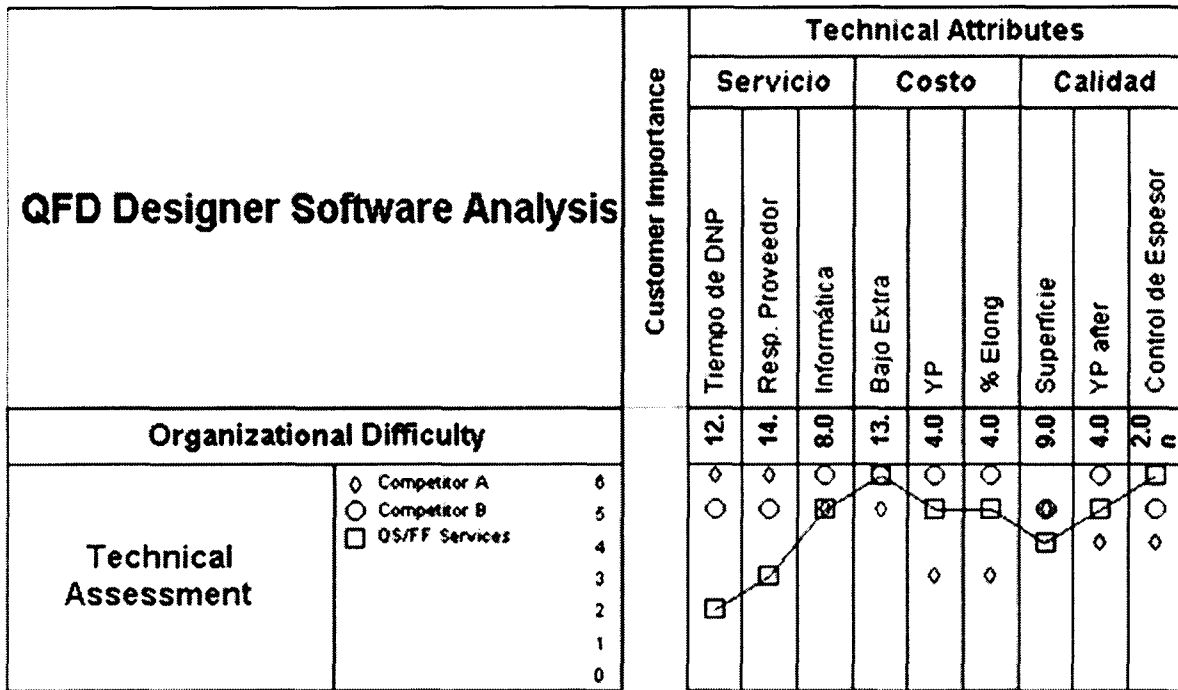 Technical Attributes
Servicio Costo Calidad
QFD Designer Software Analysis
Customer Importance
Tiempo de DNP
Resp. Proveedor
Informática
Bajo Extra
YP
% Elong
Superficie
YP after
Control de Espesor
Organizational Difficulty 12. 14. 8.0 13. 4.0 4.0 9.0 4.0 2.0
Technical
Assessment
Competitor A
Competitor B
OS/FF Services
6
5
4
3
2
1
0